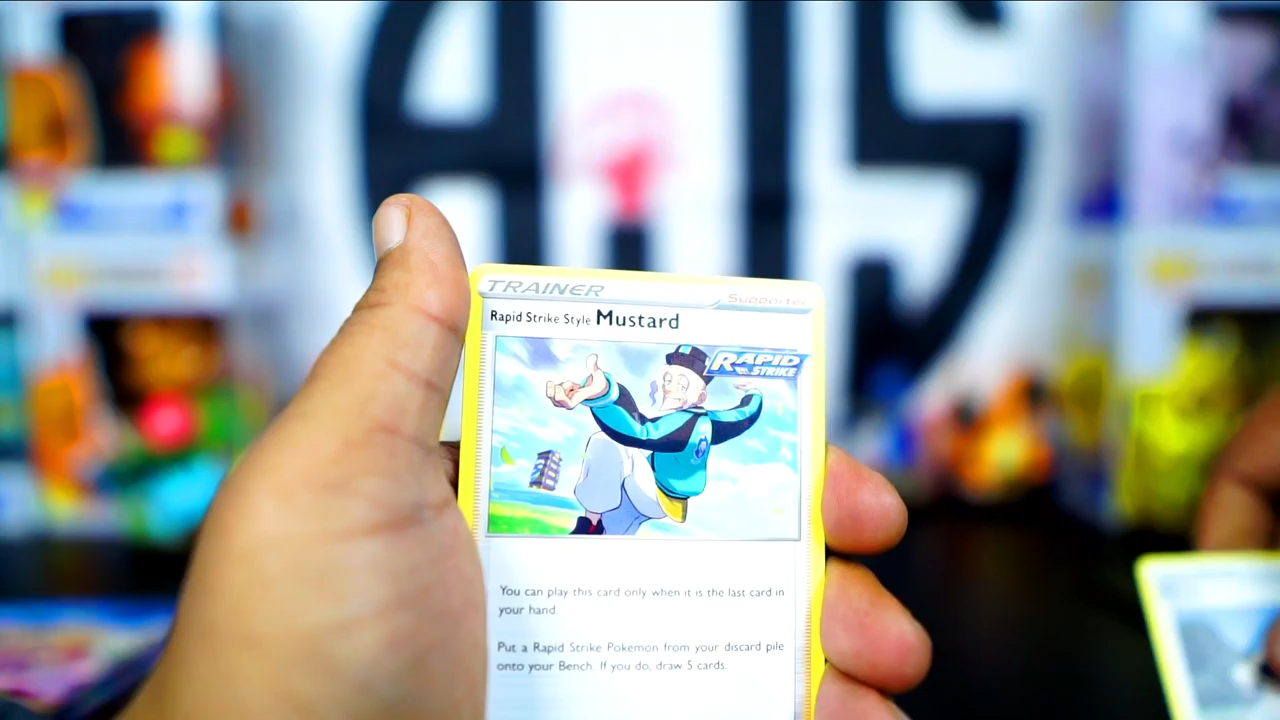 TRAINER
Supporter
Rapid Strike Style Mustard
RAPID
STRIKE
You can play this card only when it is the last card in
your hand.
Put a Rapid Strike Pokémon from your discard pile
onto your Bench. If you do, draw 5 cards.